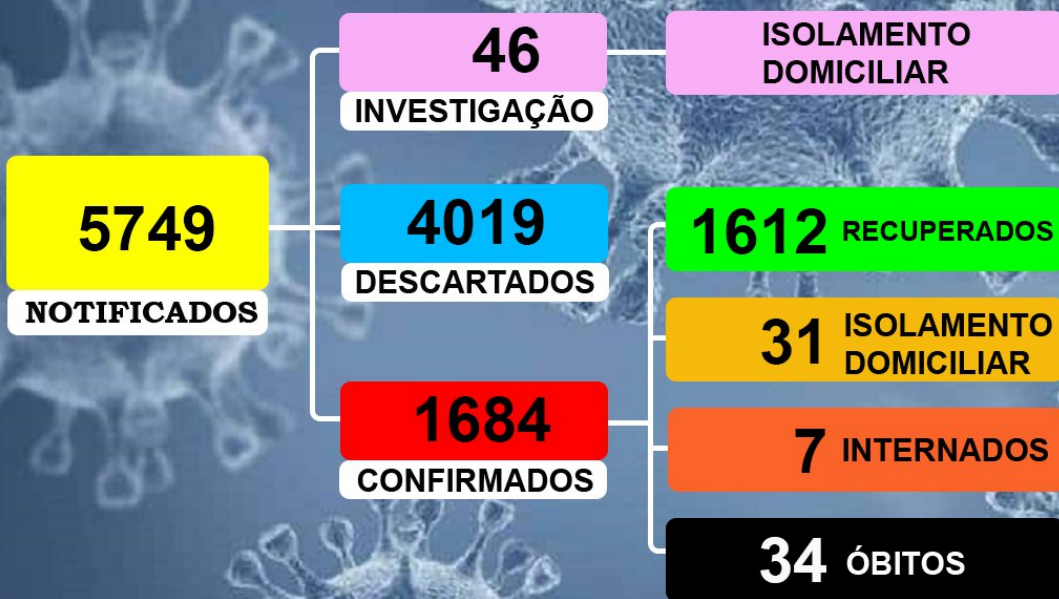 5749
NOTIFICADOS
46
INVESTIGAÇÃO
ISOLAMENTO
DOMICILIAR
4019
DESCARTADOS
1684
CONFIRMADOS
1612 RECUPERADOS
31 ISOLAMENTO
DOMICILIAR
7 INTERNADOS
34 ÓBITOS